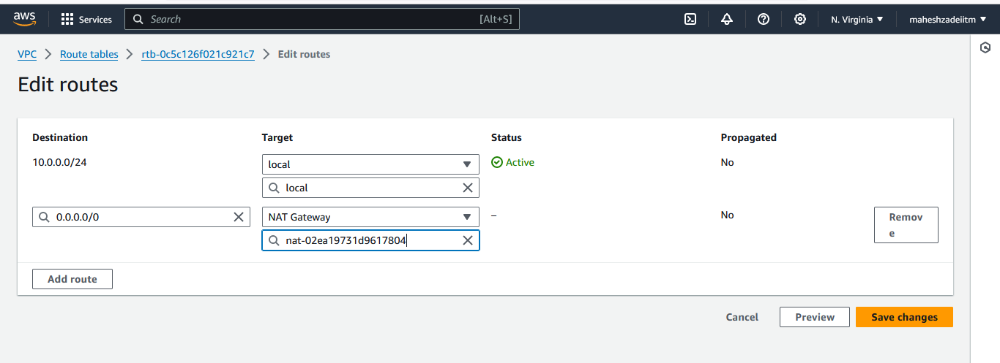 aws Services Search [Alt+S] N. Virginia maheshzadeiitm
VPC Route tables rtb-0c5c126f021c921c7 Edit routes
Edit routes
Destination Target Status Propagated
10.0.0.0/24 local Active No
local
0.0.0.0/0 NAT Gateway – No Remov
e
nat-02ea19731d9617804
Add route
Cancel Preview Save changes